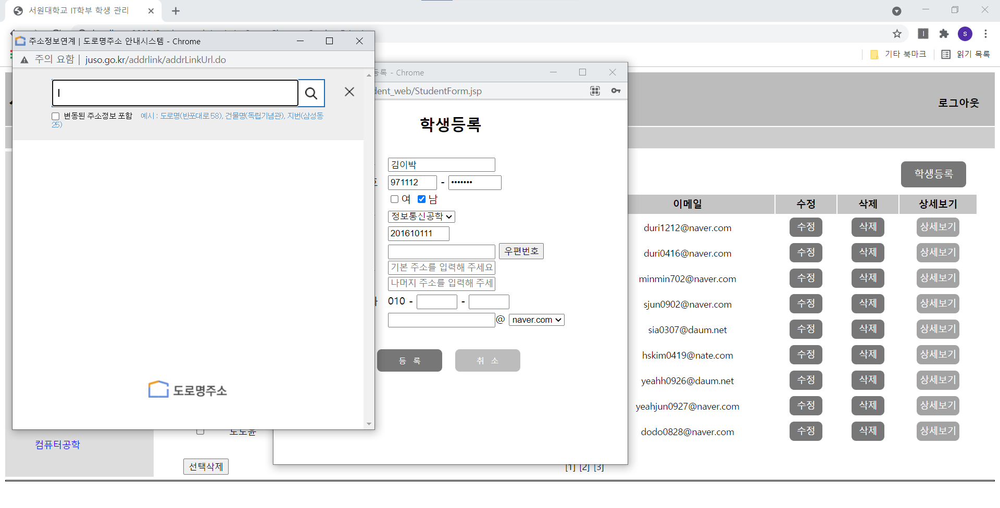 서원대학교 IT학부 학생 관리
S
기타 북마크
읽기 목록
주소정보연계 | 도로명주소 안내시스템 - Chrome
주의 요함 | juso.go.kr/addrlink/addrLinkUrl.do
변동된 주소정보 포함 예시 : 도로명(반포대로 58), 건물명(독립기념관), 지번(삼성동
25)
도로명주소
등록 - Chrome
dent_web/StudentForm.jsp
학생등록
김이박
971112 - •••••••
여 남
정보통신공학
201610111
우편번호
기본 주소를 입력해 주세요
나머지 주소를 입력해 주세
010 - -
@ naver.com
등 록 취 소
로그아웃
학생등록
이메일 수정 삭제 상세보기
duri1212@naver.com 수정 삭제 상세보기
duri0416@naver.com 수정 삭제 상세보기
minmin702@naver.com 수정 삭제 상세보기
sjun0902@naver.com 수정 삭제 상세보기
sia0307@daum.net 수정 삭제 상세보기
hskim0419@nate.com 수정 삭제 상세보기
yeahh0926@daum.net 수정 삭제 상세보기
yeahjun0927@naver.com 수정 삭제 상세보기
dodo0828@naver.com 수정 삭제 상세보기
컴퓨터공학
선택삭제
[1] [2] [3]